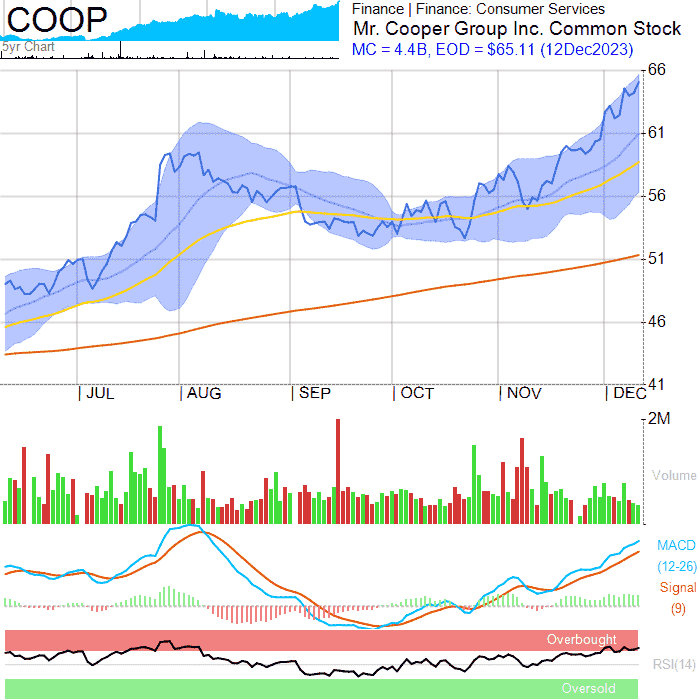 COOP
5yr Chart
Finance | Finance: Consumer Services
Mr. Cooper Group Inc. Common Stock
MC = 4.4B, EOD = $65.11 (12Dec2023)
66
61
56
51
46
41
|JUL |AUG |SEP |OCT |NOV |DEC
2M
Volume
MACD
(12-26)
Signal
(9)
Overbought
RSI(14)
Oversold